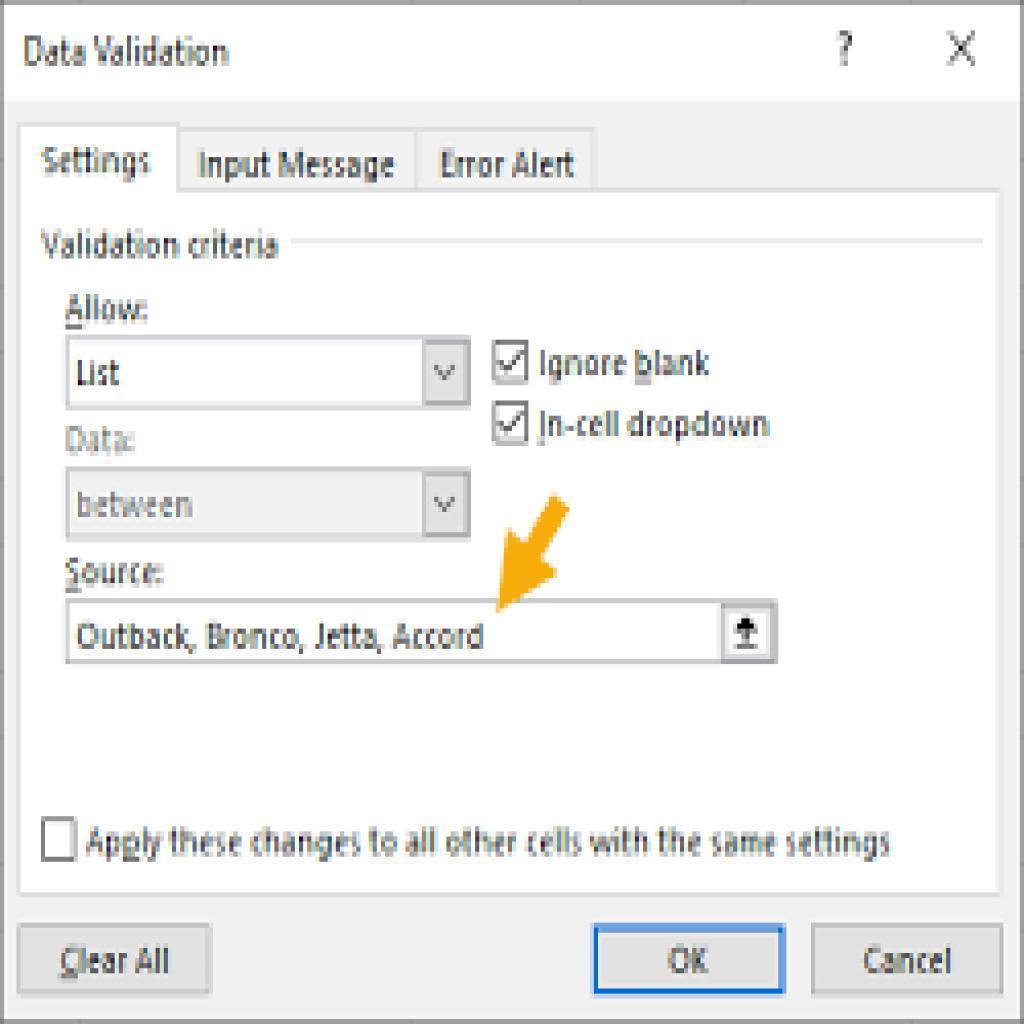 Data Validation ? X
Settings Input Message Error Alert
Validation criteria
Allow:
List
Ignore blank
In-cell dropdown
Data:
between
Source:
Outback, Bronco, Jetta, Accord
Apply these changes to all other cells with the same settings
Clear All OK Cancel